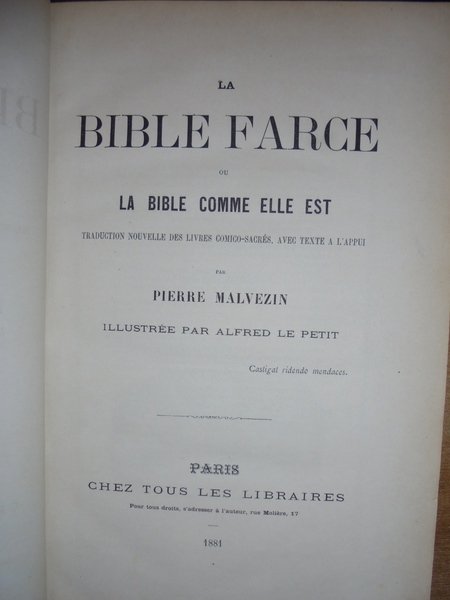 LA
BIBLE FARCE
OU
LA BIBLE COMME ELLE EST
TRADUCTION NOUVELLE DES LIVRES COMICO-SACRÉS, AVEC TEXTE A L'APPUI
PAR
PIERRE MALVEZIN
ILLUSTRÉE PAR ALFRED LE PETIT
Castigat ridendo mendaces.
PARIS
CHEZ TOUS LES LIBRAIRES
Pour tous droits, s'adresser à l'auteur, rue Molière, 17
1881